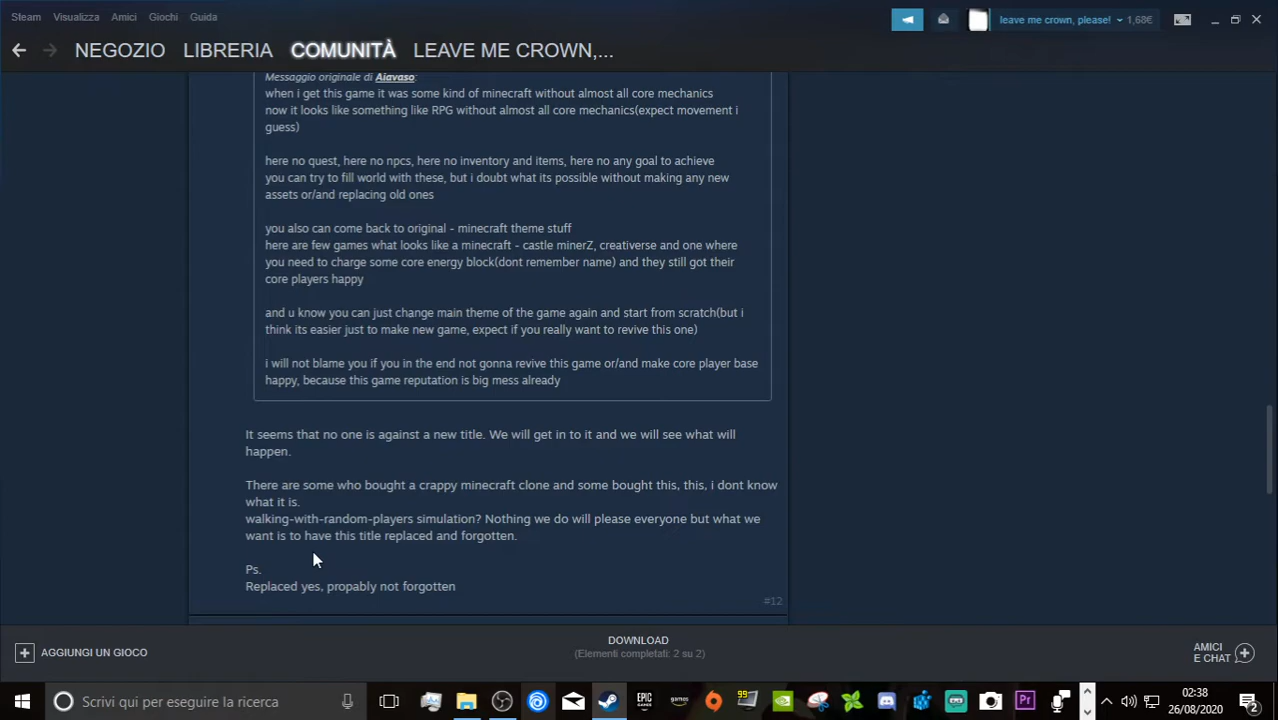 Steam Visualizza Amici Giochi Guida
leave me crown, please! 1,68€
NEGOZIO LIBRERIA COMUNITÀ LEAVE ME CROWN,...
Messaggio originale di Aiavaso:
when i get this game it was some kind of minecraft without almost all core mechanics
now it looks like something like RPG without almost all core mechanics(expect movement i
guess)
here no quest, here no npcs, here no inventory and items, here no any goal to achieve
you can try to fill world with these, but i doubt what its possible without making any new
assets or/and replacing old ones
you also can come back to original - minecraft theme stuff
here are few games what looks like a minecraft - castle minerZ, creativerse and one where
you need to charge some core energy block(dont remember name) and they still got their
core players happy
and u know you can just change main theme of the game again and start from scratch(but i
think its easier just to make new game, expect if you really want to revive this one)
i will not blame you if you in the end not gonna revive this game or/and make core player base
happy, because this game reputation is big mess already
It seems that no one is against a new title. We will get in to it and we will see what will
happen.
There are some who bought a crappy minecraft clone and some bought this, this, i dont know
what it is.
walking-with-random-players simulation? Nothing we do will please everyone but what we
want is to have this title replaced and forgotten.
Ps.
Replaced yes, propably not forgotten
#12
AGGIUNGI UN GIOCO
DOWNLOAD
(Elementi completati: 2 su 2)
AMICI
E CHAT
Scrivi qui per eseguire la ricerca
EPIC
GAMES
games
99
Pr
02:38
26/08/2020
2